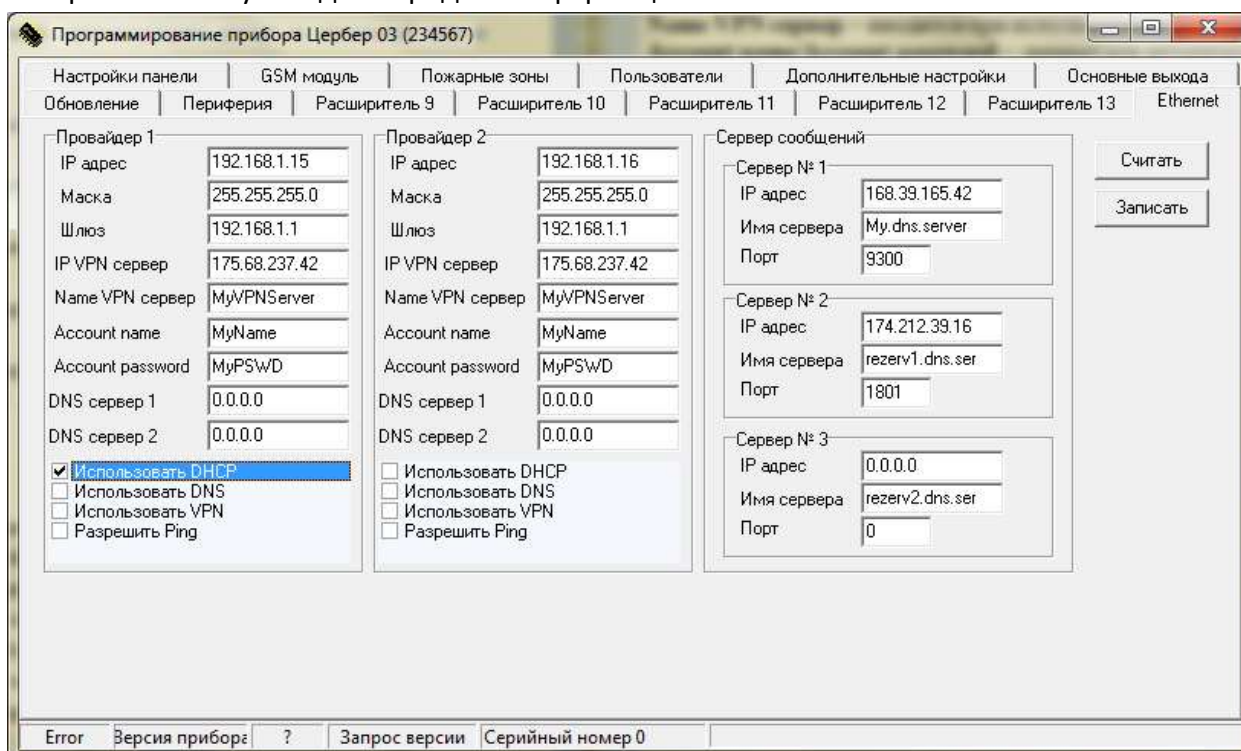 Программирование прибора Цербер 03 (234567)
Настройки панели GSM модуль Пожарные зоны Пользователи Дополнительные настройки Основные выхода
Обновление Периферия Расширитель 9 Расширитель 10 Расширитель 11 Расширитель 12 Расширитель 13 Ethernet
Провайдер 1
IP адрес 192.168.1.15
Маска 255.255.255.0
Шлюз 192.168.1.1
IP VPN сервер 175.68.237.42
Name VPN сервер MyVPNServer
Account name MyName
Account password MyPSWD
DNS сервер 1 0.0.0.0
DNS сервер 2 0.0.0.0
Использовать DHCP
Использовать DNS
Использовать VPN
Разрешить Ping
Провайдер 2
IP адрес 192.168.1.16
Маска 255.255.255.0
Шлюз 192.168.1.1
IP VPN сервер 175.68.237.42
Name VPN сервер MyVPNServer
Account name MyName
Account password MyPSWD
DNS сервер 1 0.0.0.0
DNS сервер 2 0.0.0.0
Использовать DHCP
Использовать DNS
Использовать VPN
Разрешить Ping
Сервер сообщений
Сервер № 1
IP адрес 168.39.165.42
Имя сервера My.dns.server
Порт 9300
Сервер № 2
IP адрес 174.212.39.16
Имя сервера rezerv1.dns.ser
Порт 1801
Сервер № 3
IP адрес 0.0.0.0
Имя сервера rezerv2.dns.ser
Порт 0
Считать
Записать
Error Версия прибора ? Запрос версии Серийный номер 0